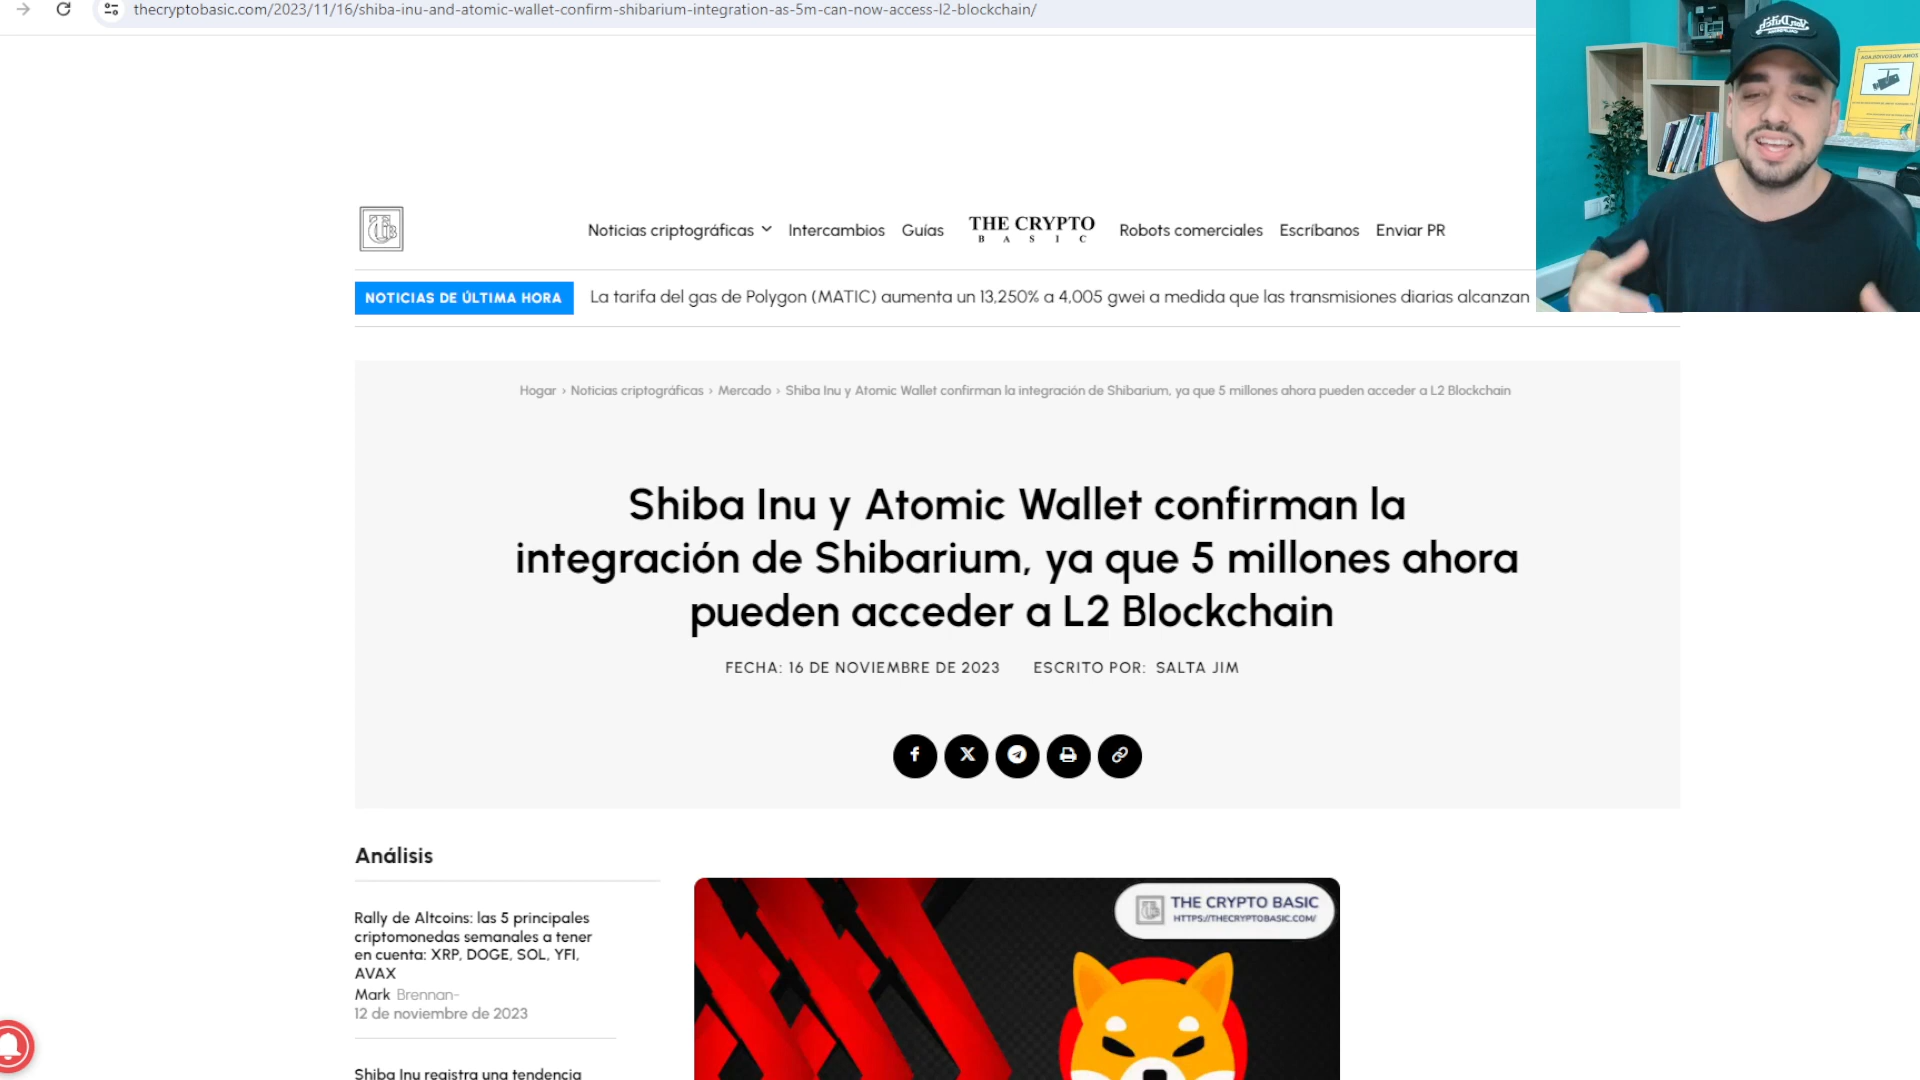 thecryptobasic.com/2023/11/16/shiba-inu-and-atomic-wallet-confirm-shibarium-integration-as-5m-can-now-access-l2-blockchain/
Noticias criptográficas
Intercambios
Guías
THE CRYPTO
BASIC
Robots comerciales
Escríbanos
Enviar PR
NOTICIAS DE ÚLTIMA HORA
La tarifa del gas de Polygon (MATIC) aumenta un 13,250% a 4,005 gwei a medida que las transmisiones diarias alcanzan
Hogar › Noticias criptográficas › Mercado › Shiba Inu y Atomic Wallet confirman la integración de Shibarium, ya que 5 millones ahora pueden acceder a L2 Blockchain
Shiba Inu y Atomic Wallet confirman la
integración de Shibarium, ya que 5 millones ahora
pueden acceder a L2 Blockchain
FECHA: 16 DE NOVIEMBRE DE 2023
ESCRITO POR: SALTA JIM
Análisis
Rally de Altcoins: las 5 principales
criptomonedas semanales a tener
en cuenta: XRP, DOGE, SOL, YFI,
AVAX
Mark Brennan-
12 de noviembre de 2023
Shiba Inu registra una tendencia
THE CRYPTO BASIC
HTTPS://THECRYPTOBASIC.COM/